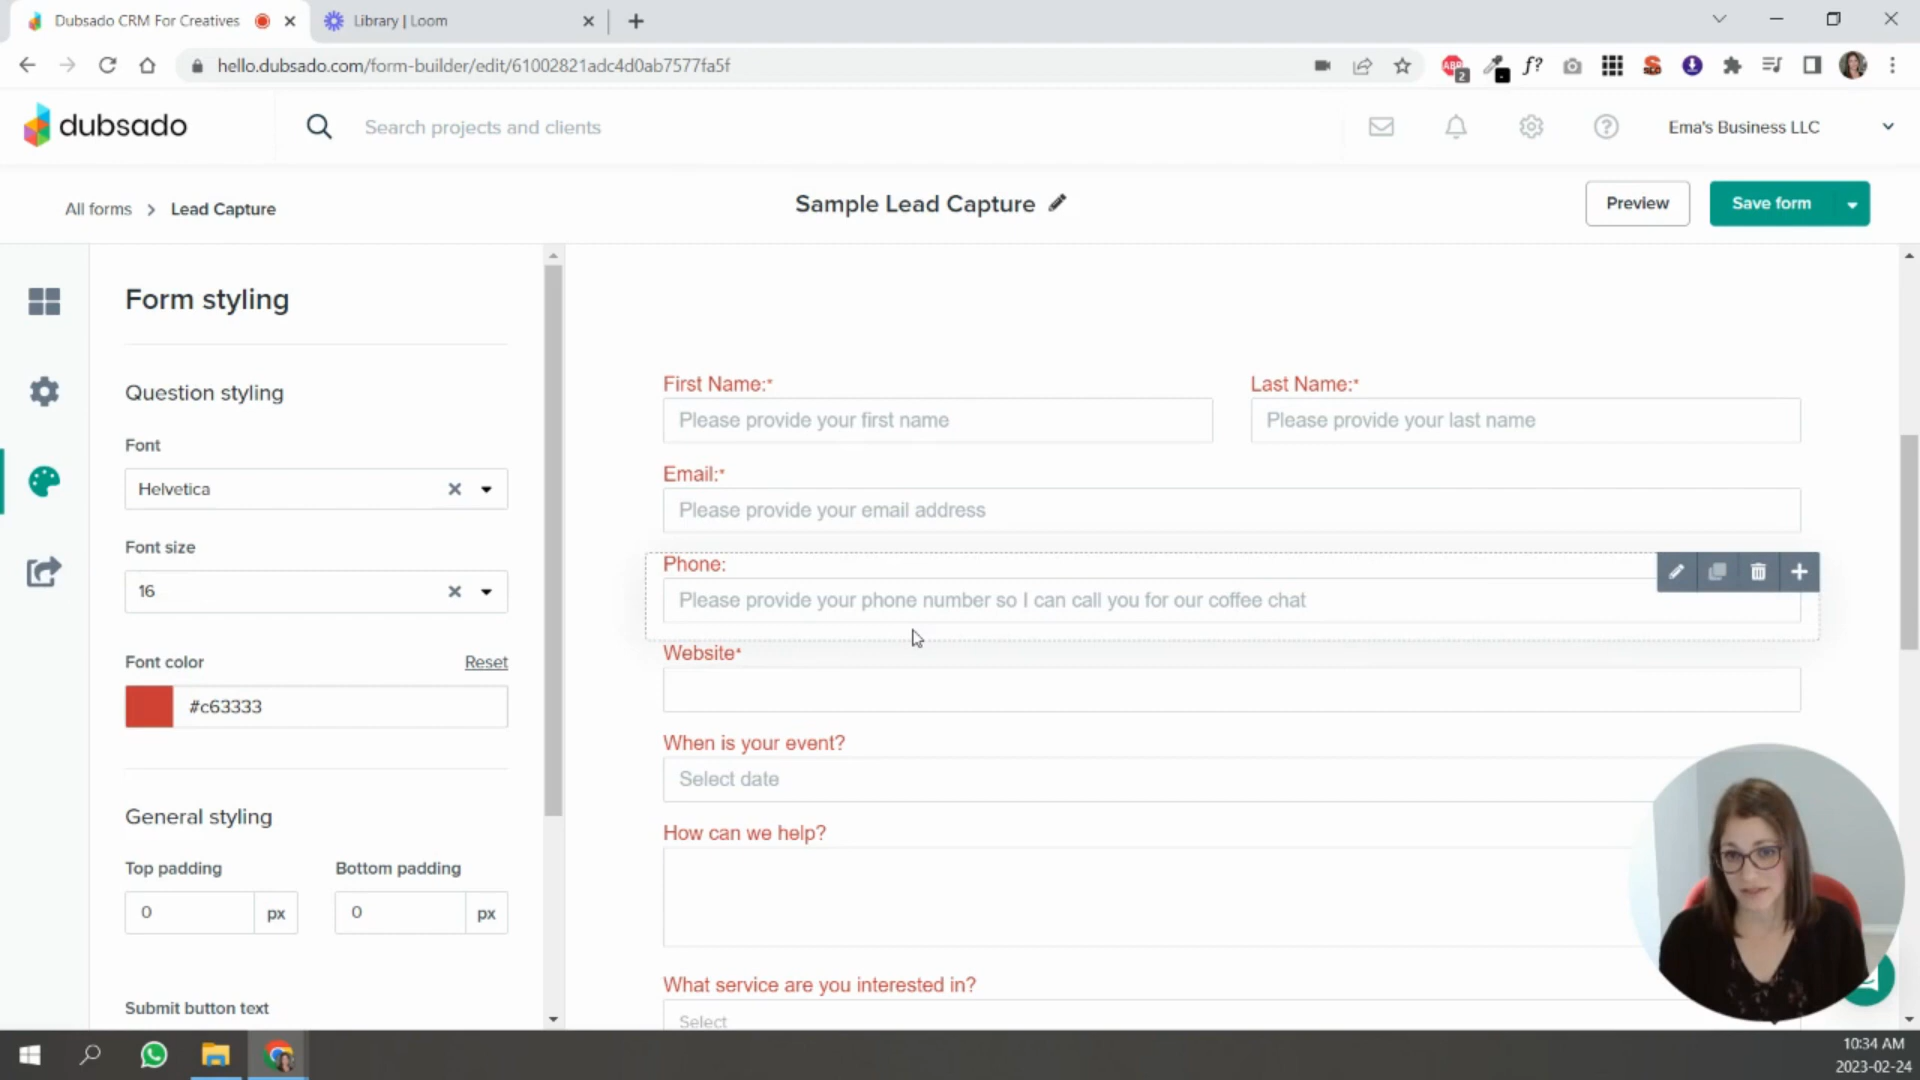 Dubsado CRM For Creatives
Library | Loom
hello.dubsado.com/form-builder/edit/61002821adc4d0ab7577fa5f
ABP
2
f?
SEO
dubsado
Search projects and clients
Ema's Business LLC
All forms > Lead Capture
Sample Lead Capture
Preview
Save form
Form styling
Question styling
Font
Helvetica
Font size
16
Font color
Reset
#c63333
General styling
Top padding
Bottom padding
0 px
0 px
Submit button text
First Name:*
Last Name:*
Please provide your first name
Please provide your last name
Email:*
Please provide your email address
Phone:
Please provide your phone number so I can call you for our coffee chat
Website*
When is your event?
Select date
How can we help?
What service are you interested in?
Select
10:34 AM
2023-02-24